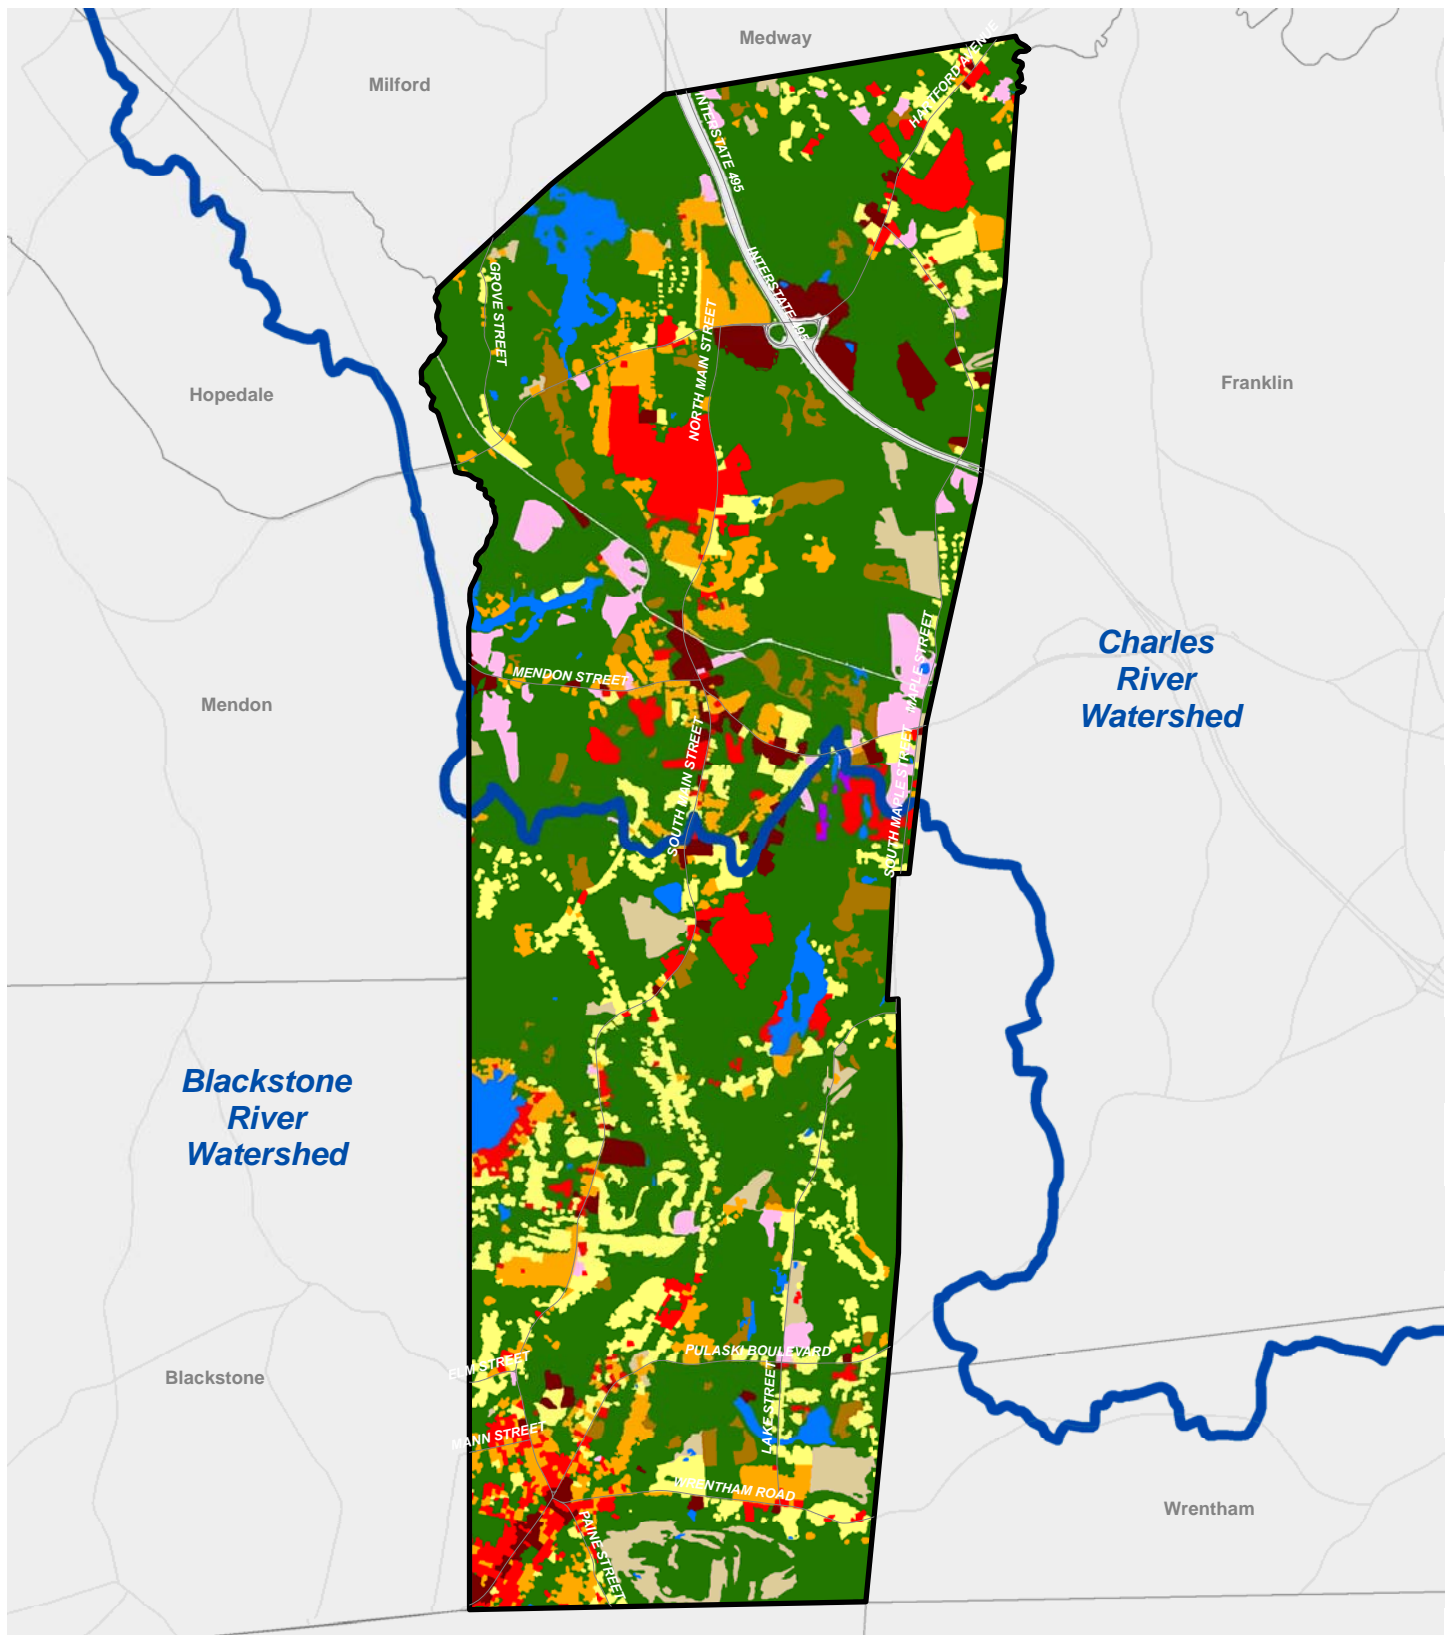 Medway
HARTFORD AVENUE
Milford
INTERSTATE 495
INTERSTATE 495
GROVE STREET
NORTH MAIN STREET
Hopedale
Franklin
MAPLE STREET
Charles
River
Watershed
MENDON STREET
Mendon
SOUTH MAIN STREET
SOUTH MAPLE STREET
Blackstone
River
Watershed
PULASKI BOULEVARD
ELM STREET
Blackstone
LAKE STREET
MANN STREET
WRENTHAM ROAD
PAINE STREET
Wrentham